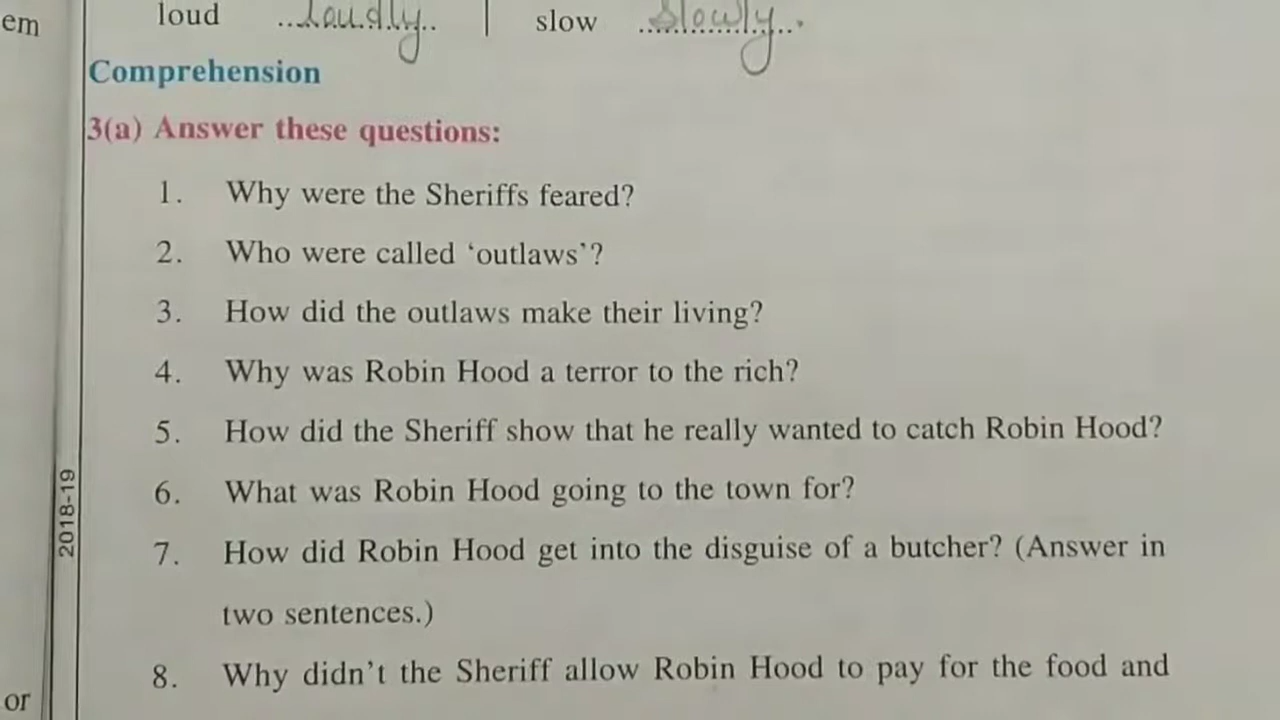 em
loud ...Loudly.. | slow ...Slowly...
Comprehension
3(a) Answer these questions:
1. Why were the Sheriffs feared?
2. Who were called ‘outlaws’?
3. How did the outlaws make their living?
4. Why was Robin Hood a terror to the rich?
5. How did the Sheriff show that he really wanted to catch Robin Hood?
6. What was Robin Hood going to the town for?
7. How did Robin Hood get into the disguise of a butcher? (Answer in
two sentences.)
8. Why didn’t the Sheriff allow Robin Hood to pay for the food and
or
2018-19